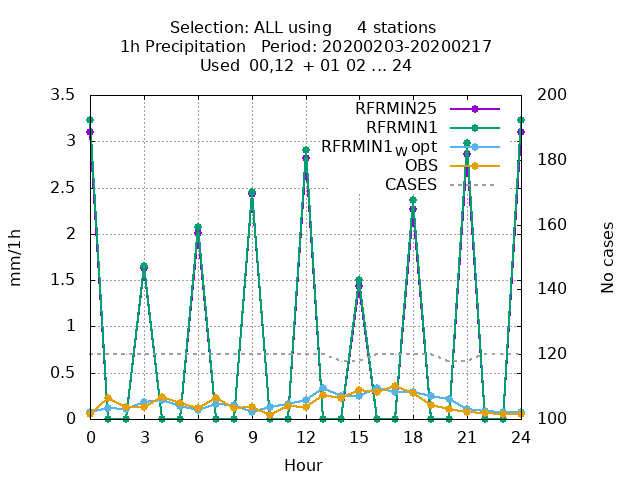 Selection: ALL using 4 stations
1h Precipitation Period: 20200203-20200217
Used 00,12 + 01 02 ... 24
RFRMIN25
RFRMIN1
RFRMIN1w opt
OBS
CASES
3.5
3
2.5
2
1.5
1
0.5
0
200
180
160
140
120
100
mm/1h
No cases
0 3 6 9 12 15 18 21 24
Hour